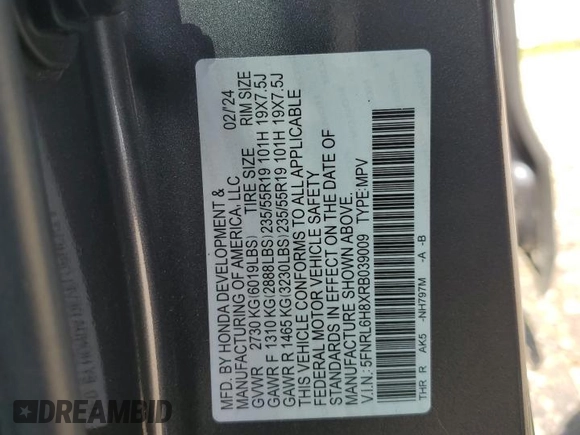 MFD. BY HONDA DEVELOPMENT &
MANUFACTURING OF AMERICA, LLC 02/'24
GVWR 2730 KG(6019LBS) TIRE SIZE RIM SIZE
GAWR F 1310 KG(2888LBS)235/55R19 101H 19X7.5J
GAWR R 1465 KG(3230LBS)235/55R19 101H 19X7.5J
THIS VEHICLE CONFORMS TO ALL APPLICABLE
FEDERAL MOTOR VEHICLE SAFETY
STANDARDS IN EFFECT ON THE DATE OF
MANUFACTURE SHOWN ABOVE.
V.I.N.: 5FNRL6H8XRB039009 TYPE:MPV
THR R AK5 -NH797M -A -B
DREAMBID